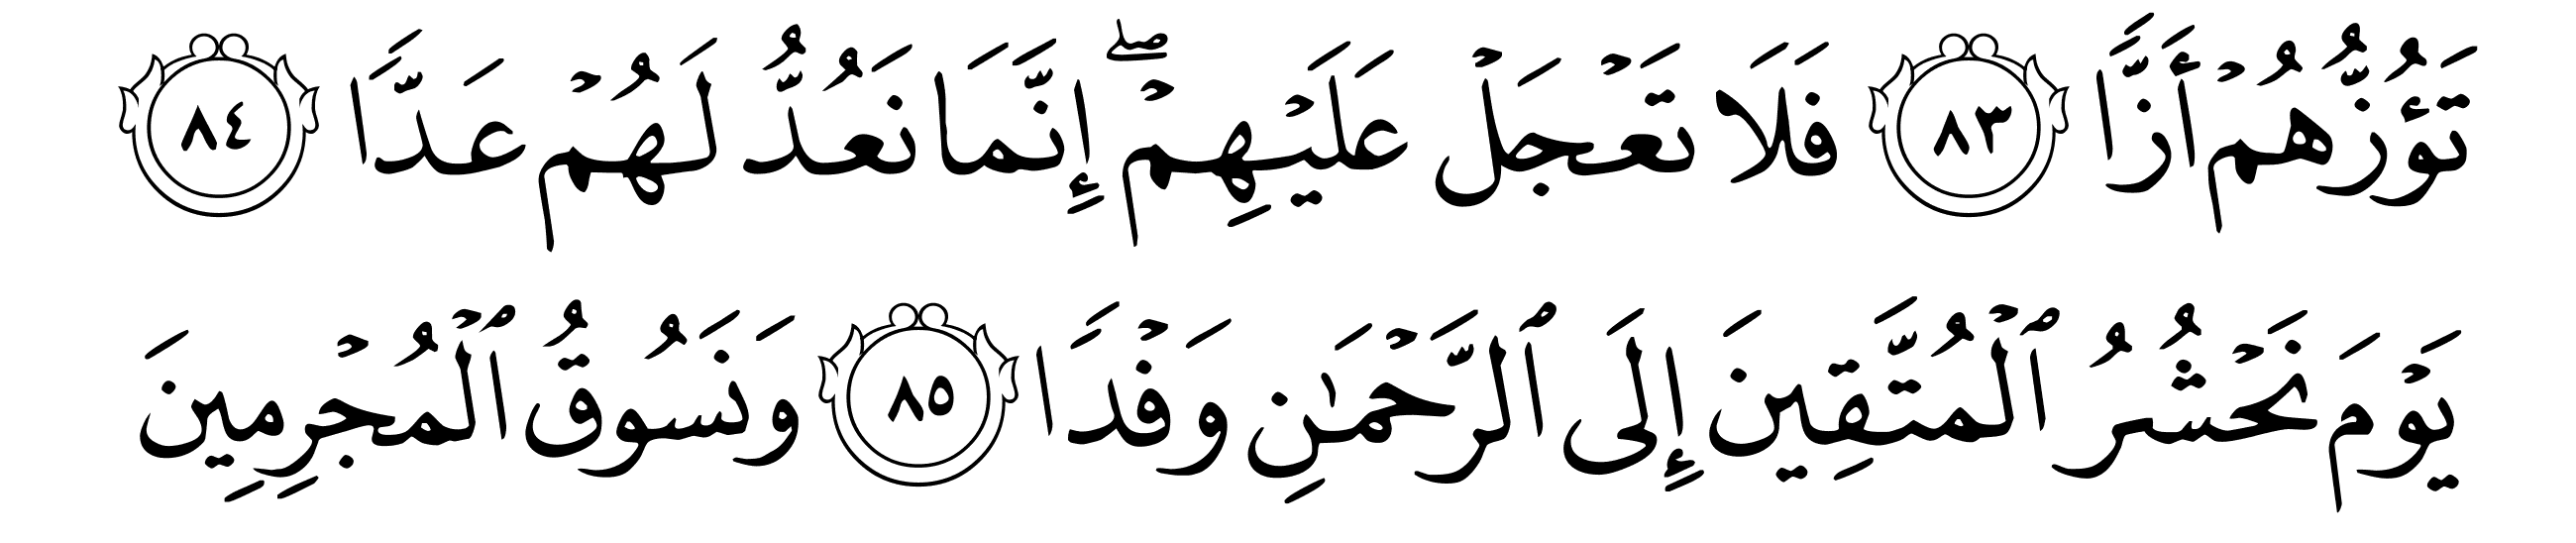 تَؤُزُّهُمْ أَزًّا ٨٣ فَلَا تَعْجَلْ عَلَيْهِمْ ۖ إِنَّمَا نَعُدُّ لَهُمْ عَدًّا ٨٤
يَوْمَ نَحْشُرُ ٱلْمُتَّقِينَ إِلَى ٱلرَّحْمَـٰنِ وَفْدًا ٨٥ وَنَسُوقُ ٱلْمُجْرِمِينَ